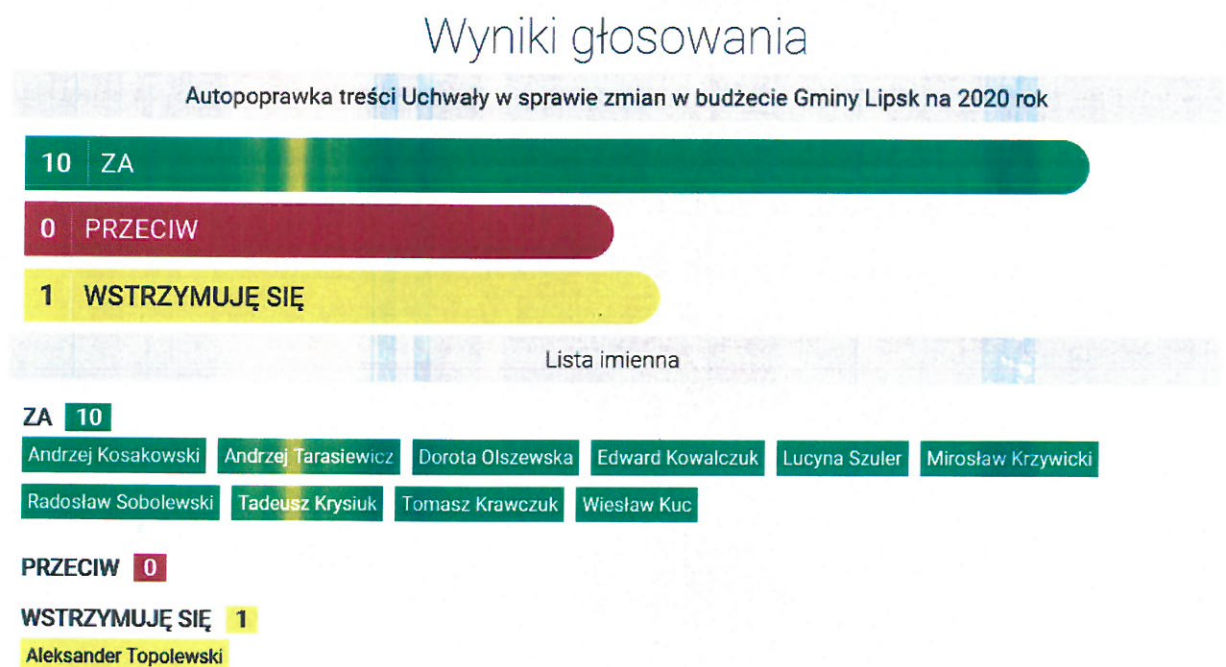 Wyniki głosowania
Autopoprawka treści Uchwały w sprawie zmian w budżecie Gminy Lipsk na 2020 rok
10 ZA
0 PRZECIW
1 WSTRZYMUJĘ SIĘ
Lista imienna
ZA 10
Andrzej Kosakowski Andrzej Tarasiewicz Dorota Olszewska Edward Kowalczuk Lucyna Szuler Mirosław Krzywicki
Radosław Sobolewski Tadeusz Krysiuk Tomasz Krawczuk Wiesław Kuc
PRZECIW 0
WSTRZYMUJĘ SIĘ 1
Aleksander Topolewski